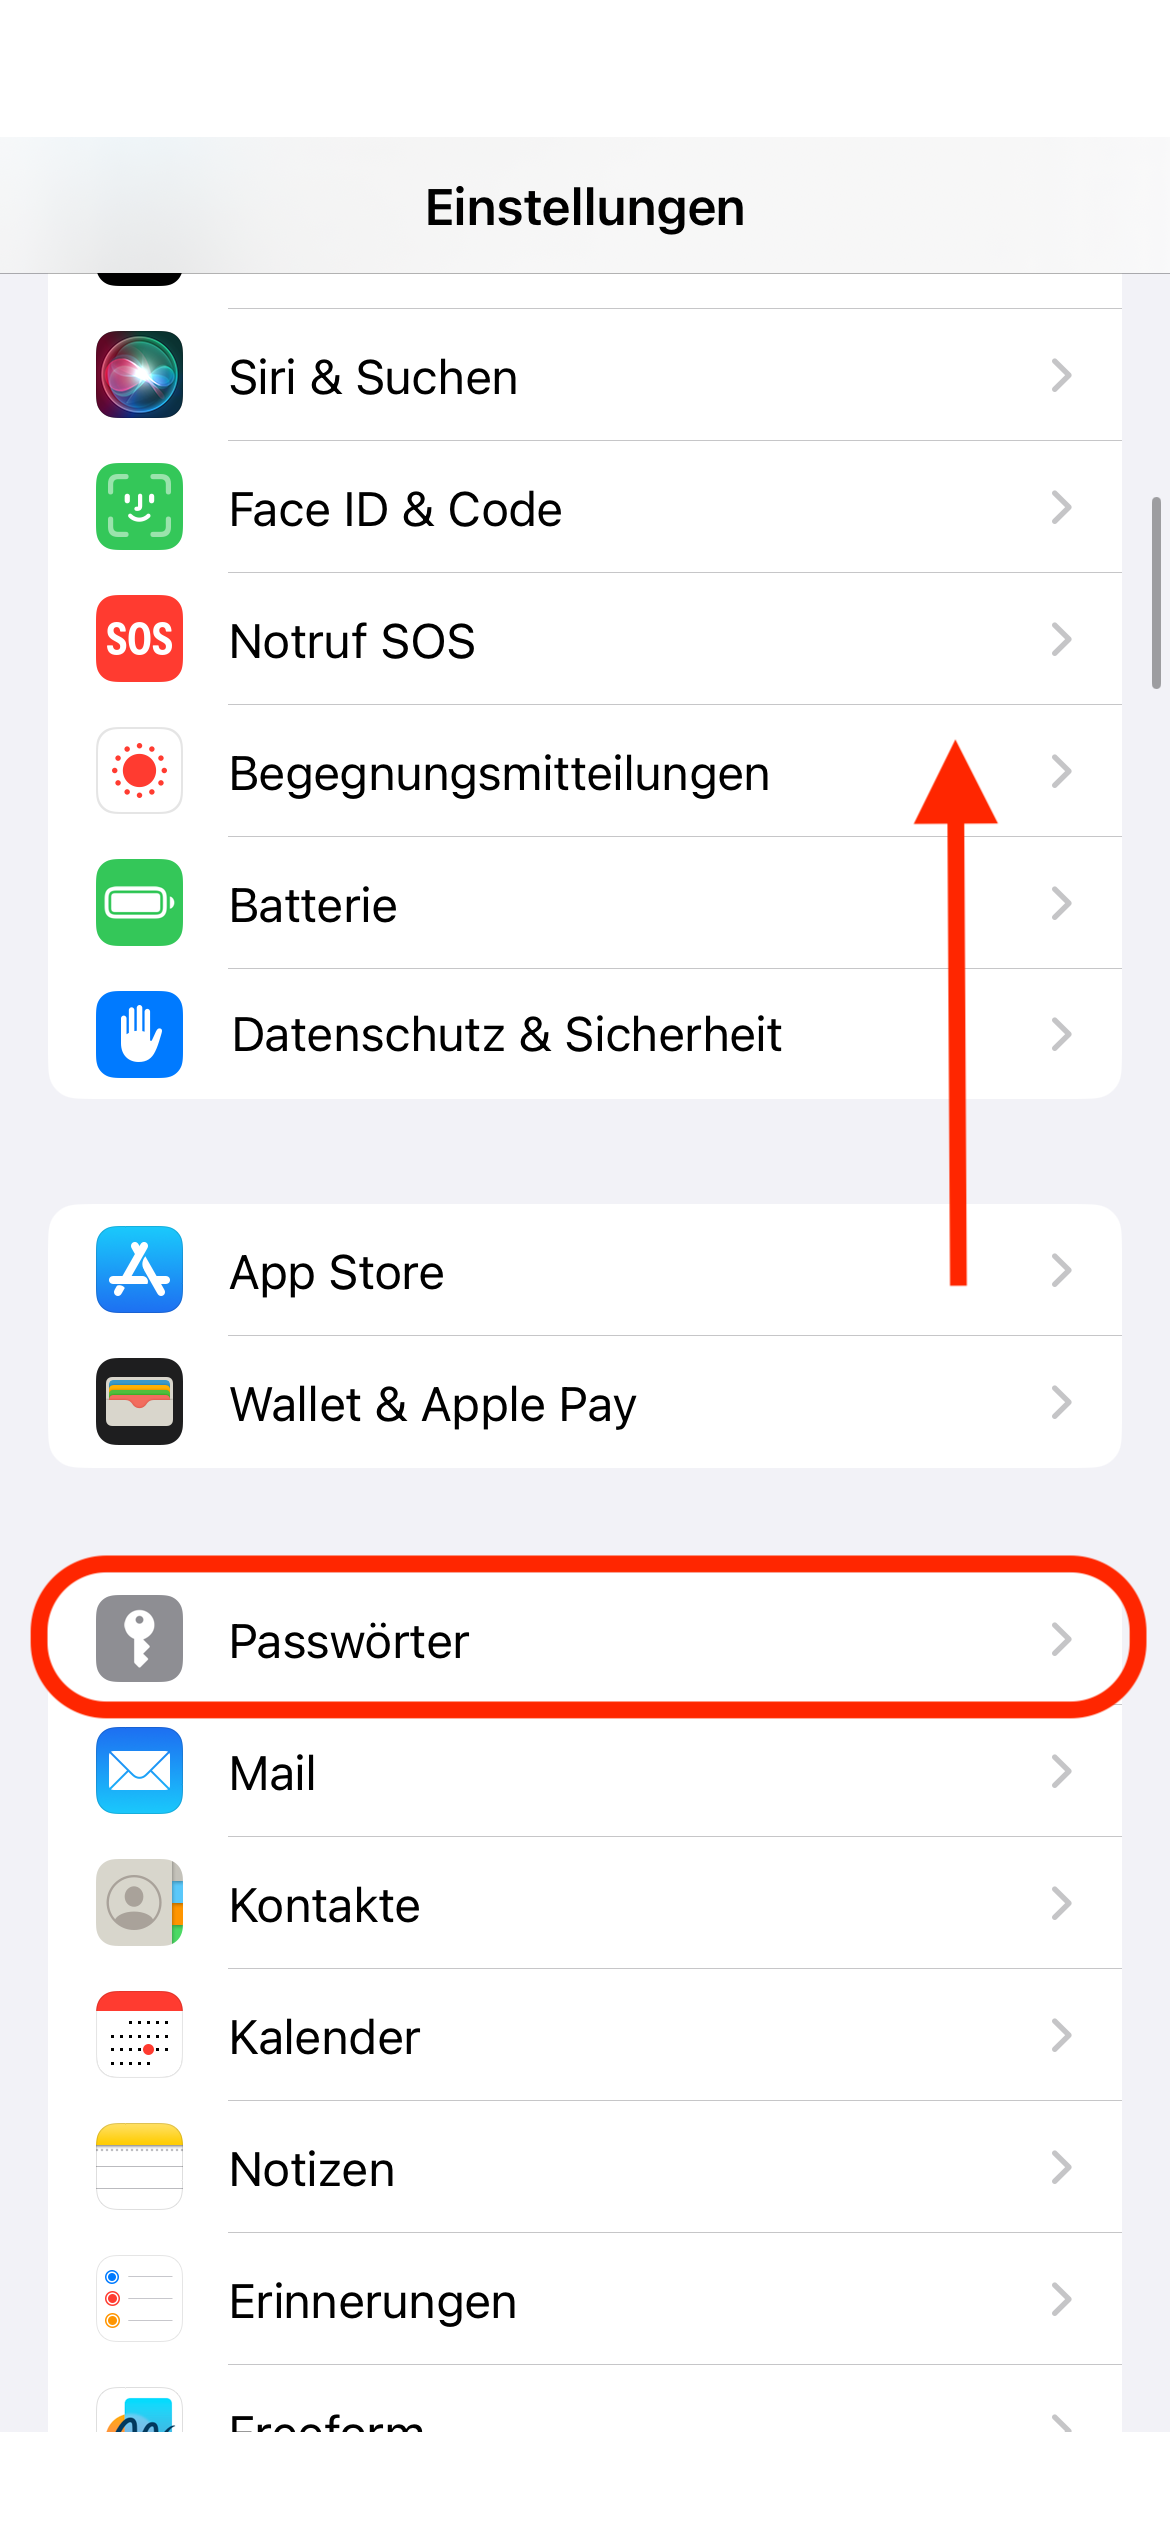 Einstellungen
Siri & Suchen
Face ID & Code
SOS
Notruf SOS
Begegnungsmitteilungen
Batterie
Datenschutz & Sicherheit
App Store
Wallet & Apple Pay
Passwörter
Mail
Kontakte
Kalender
Notizen
Erinnerungen
Freeform